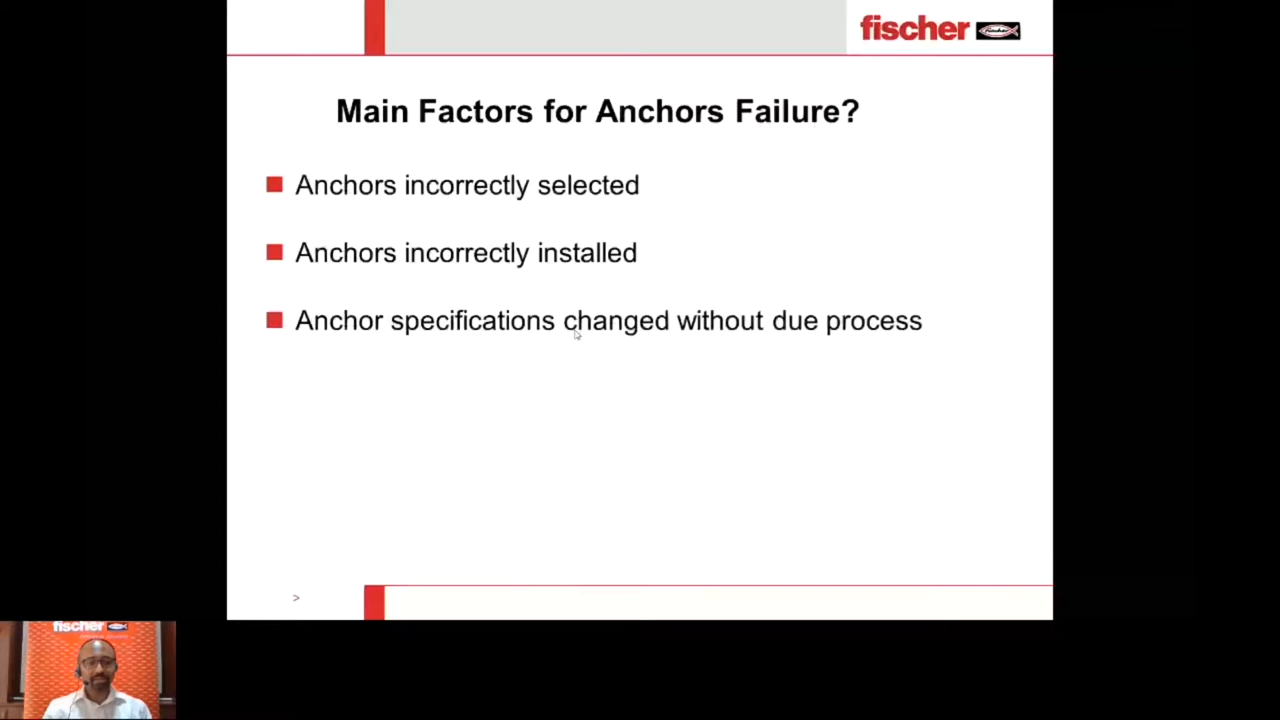 fischer
fischer
Main Factors for Anchors Failure?
Anchors incorrectly selected
Anchors incorrectly installed
Anchor specifications changed without due process
>
fischer